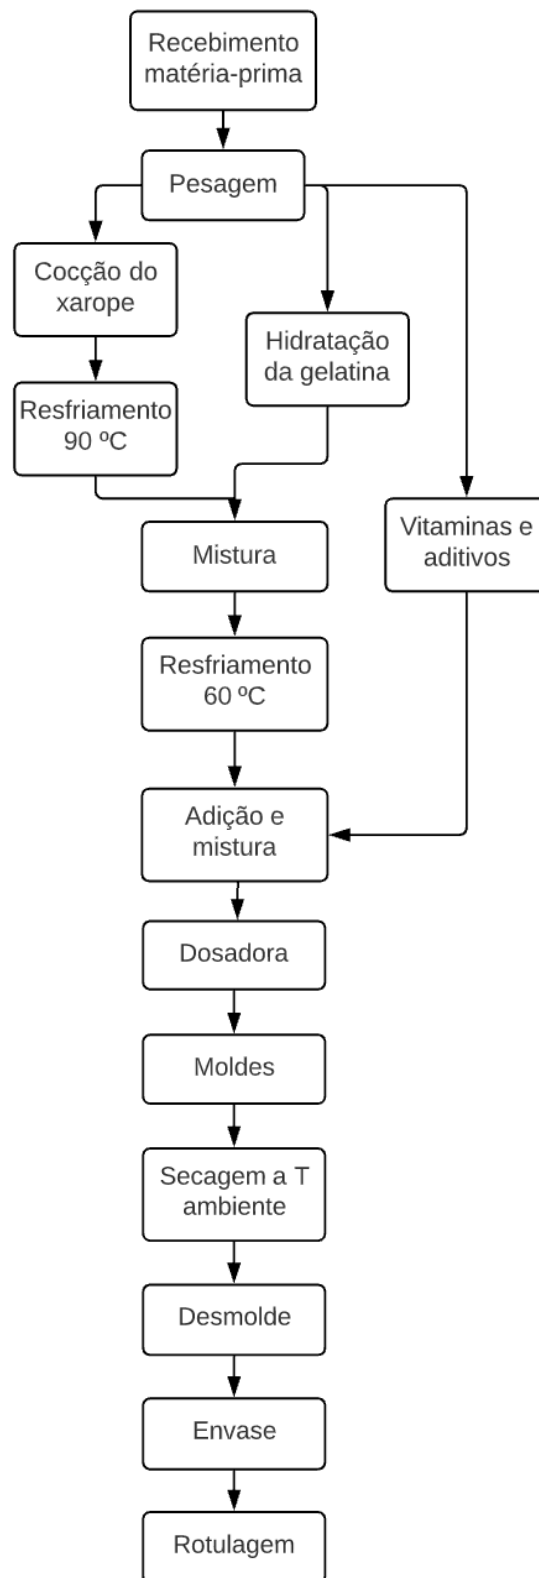 Recebimento
matéria-prima
Pesagem
Cocção do
xarope
Hidratação
da gelatina
Resfriamento
90 ºC
Vitaminas e
aditivos
Mistura
Resfriamento
60 ºC
Adição e
mistura
Dosadora
Moldes
Secagem a T
ambiente
Desmolde
Envase
Rotulagem